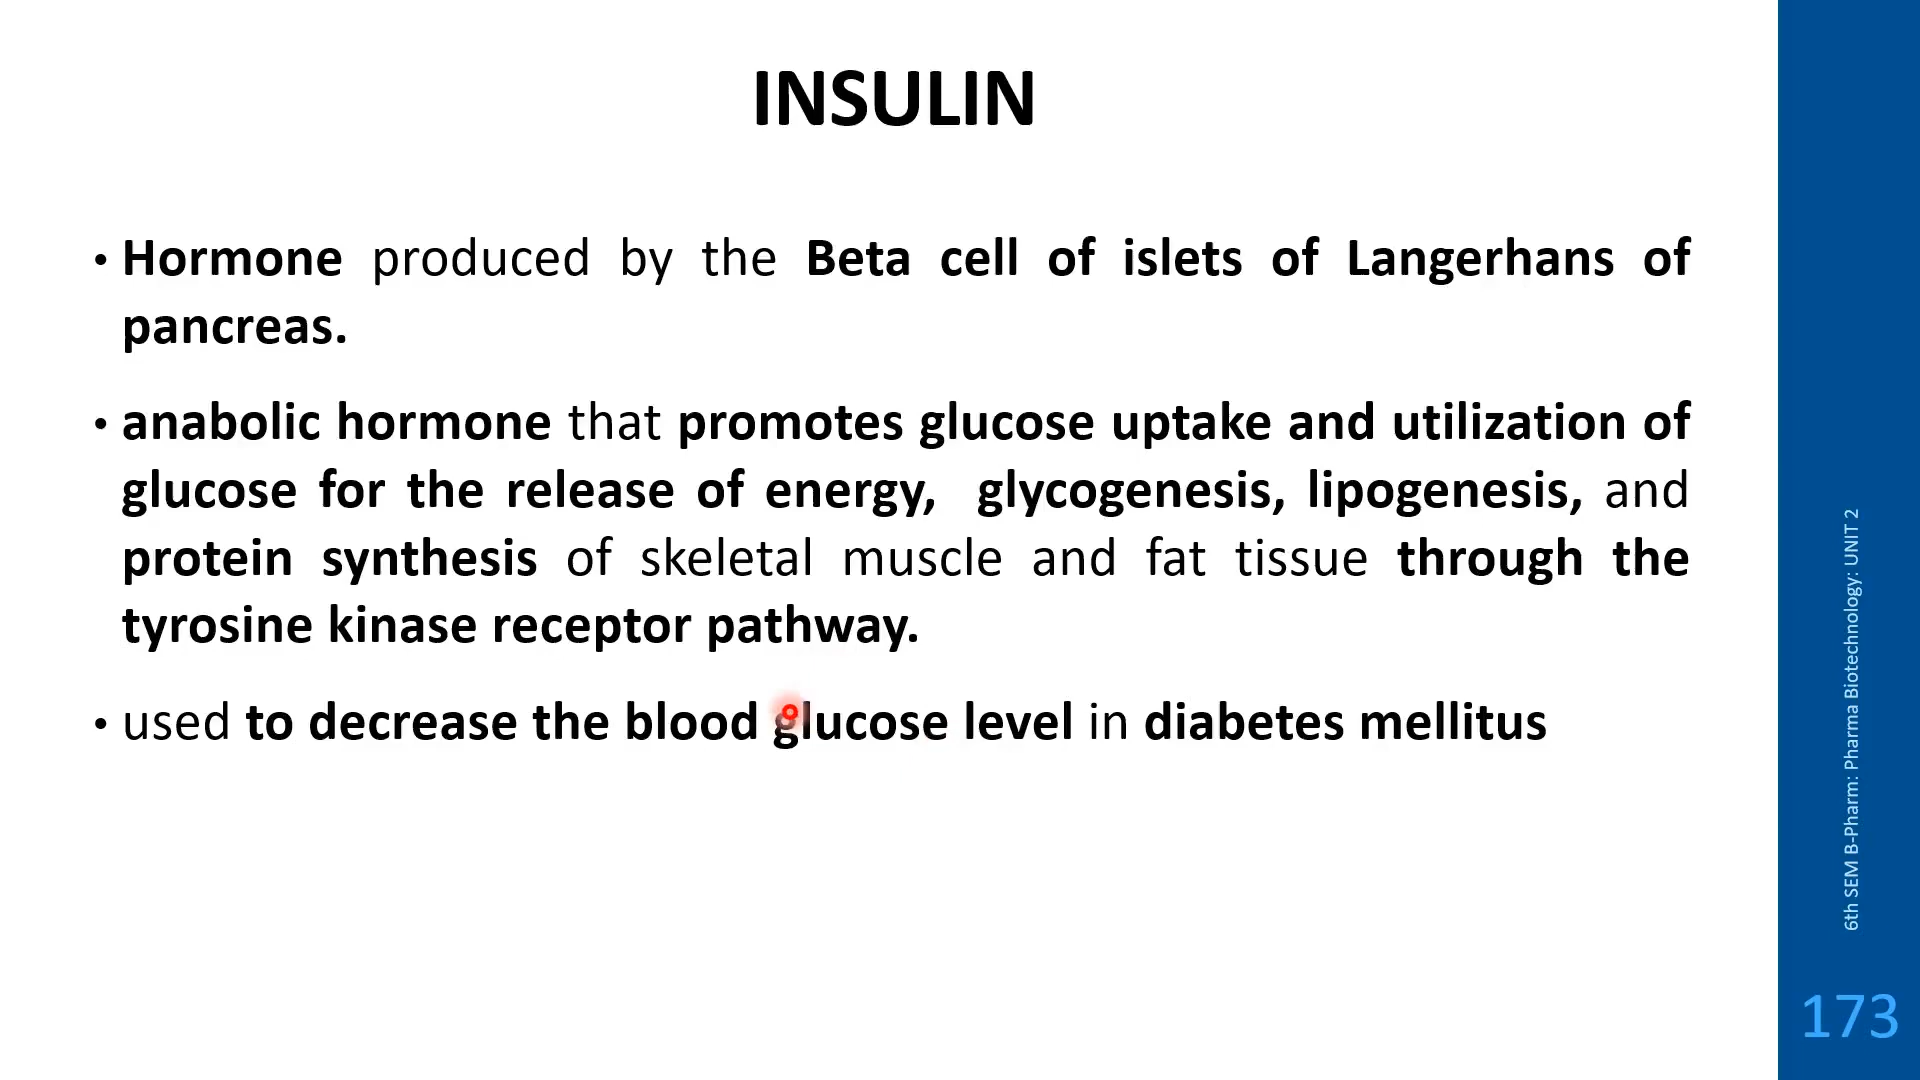 INSULIN
• Hormone produced by the Beta cell of islets of Langerhans of
pancreas.
• anabolic hormone that promotes glucose uptake and utilization of
glucose for the release of energy, glycogenesis, lipogenesis, and
protein synthesis of skeletal muscle and fat tissue through the
tyrosine kinase receptor pathway.
• used to decrease the blood glucose level in diabetes mellitus
6th SEM B-Pharm: Pharma Biotechnology: UNIT 2
173